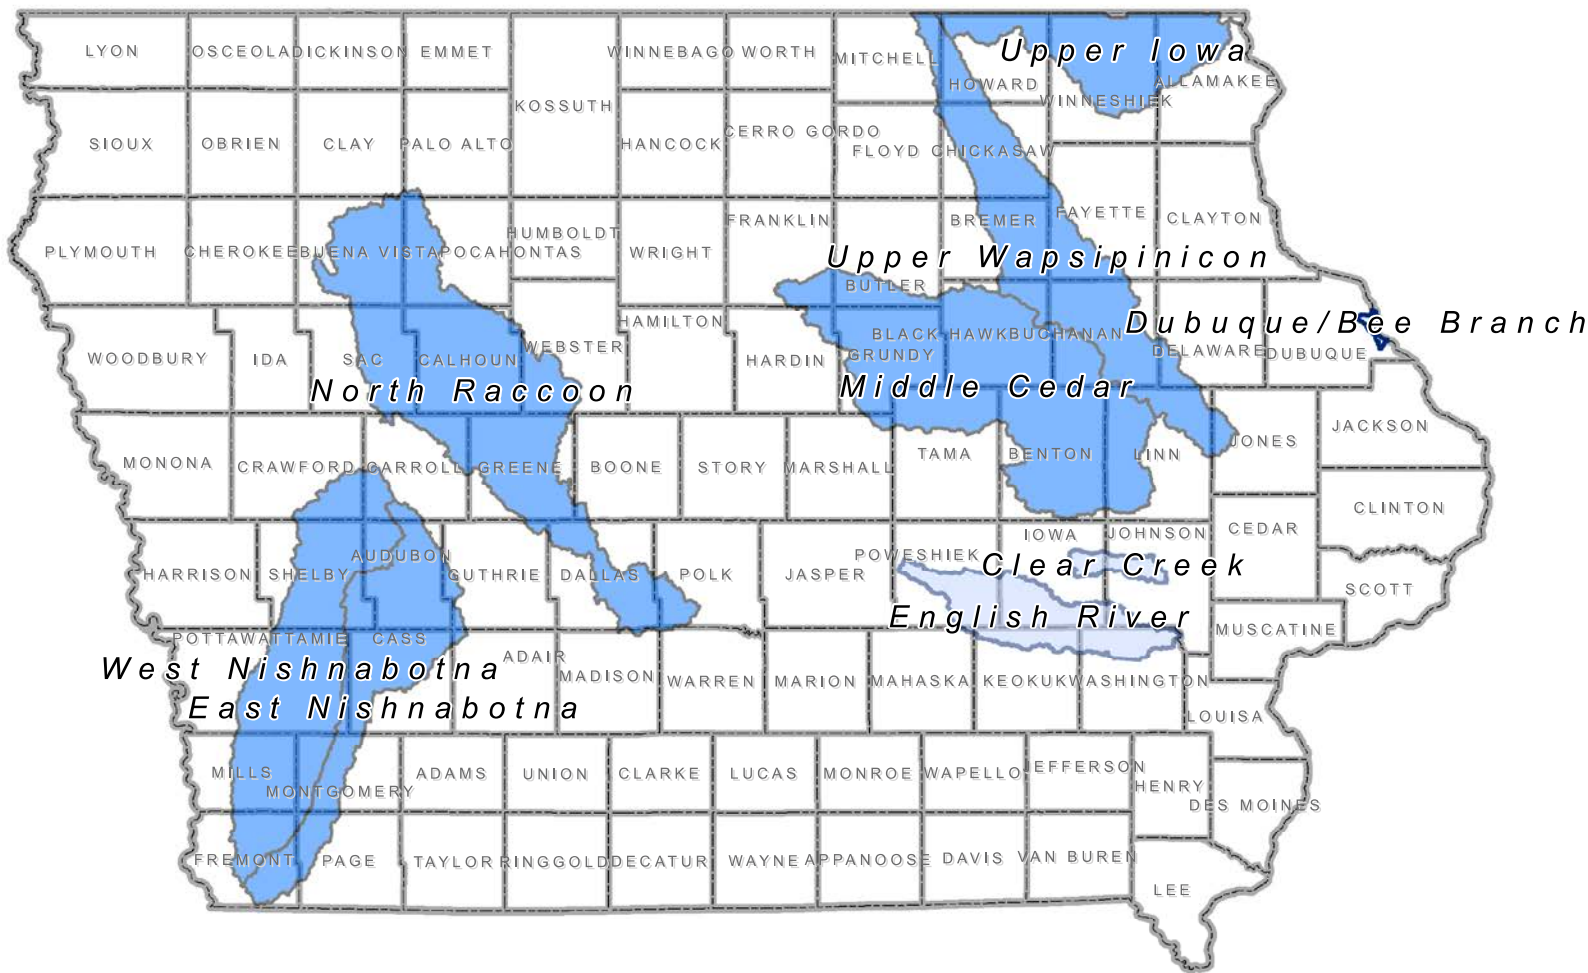 Upper Iowa
LYON OSCEOLA DICKINSON EMMET WINNEBAGO WORTH MITCHELL
HOWARD ALLAMAKEE
WINNESHIEK
KOSSUTH
SIOUX OBRIEN CLAY PALO ALTO HANCOCK CERRO GORDO FLOYD CHICKASAW
FRANKLIN BREMER FAYETTE CLAYTON
HUMBOLDT
PLYMOUTH CHEROKEE BUENA VISTA POCAHONTAS WRIGHT
Upper Wapsipinicon
BUTLER
HAMILTON
Dubuque/Bee Branch
BLACK HAWK BUCHANAN
WOODBURY IDA SAC CALHOUN WEBSTER HARDIN GRUNDY DELAWARE DUBUQUE
North Raccoon Middle Cedar
JACKSON
JONES
MONONA CRAWFORD CARROLL GREENE BOONE STORY MARSHALL TAMA BENTON LINN
CLINTON
CEDAR
IOWA JOHNSON
AUDUBON POWESHIEK
Clear Creek
HARRISON SHELBY GUTHRIE DALLAS POLK JASPER
SCOTT
English River
MUSCATINE
POTTAWATTAMIE CASS
ADAIR
West Nishnabotna
MADISON WARREN MARION MAHASKA KEOKUK WASHINGTON
East Nishnabotna
LOUISA
MILLS ADAMS UNION CLARKE LUCAS MONROE WAPELLO JEFFERSON
HENRY
MONTGOMERY
DES MOINES
FREMONT PAGE TAYLOR RINGGOLD DECATUR WAYNE APPANOOSE DAVIS VAN BUREN
LEE